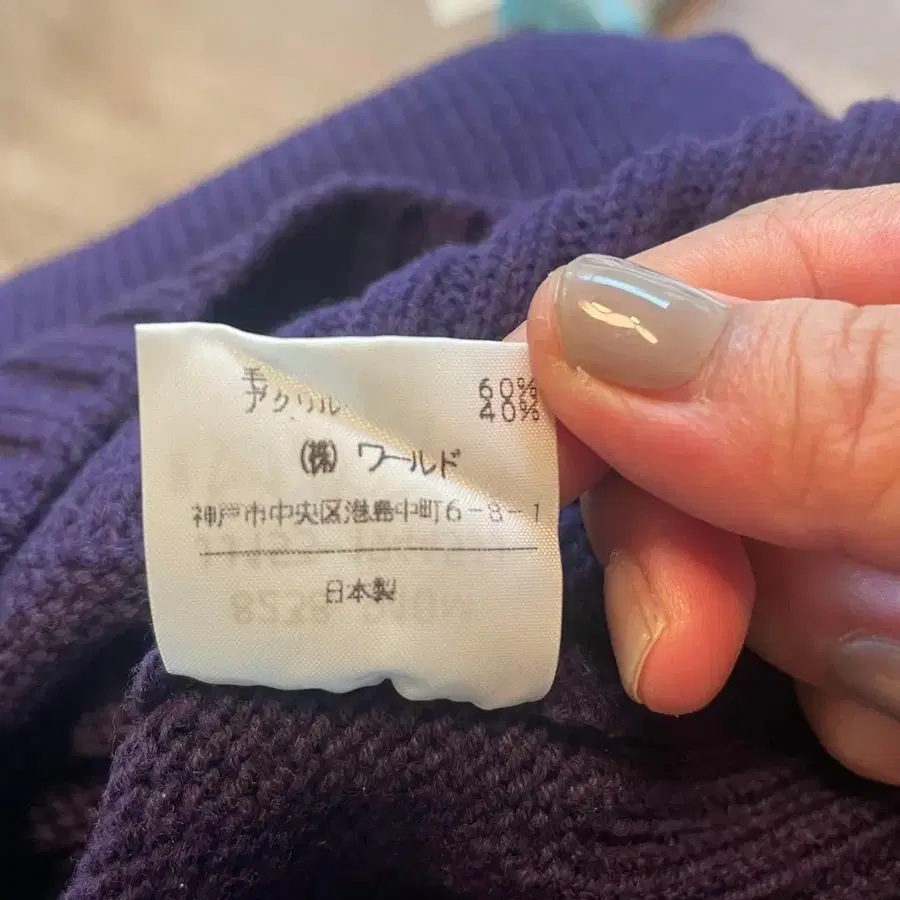 毛 60%
アクリル 40%
(株) ワールド
神戸市中央区港島中町6-8-1
日本製